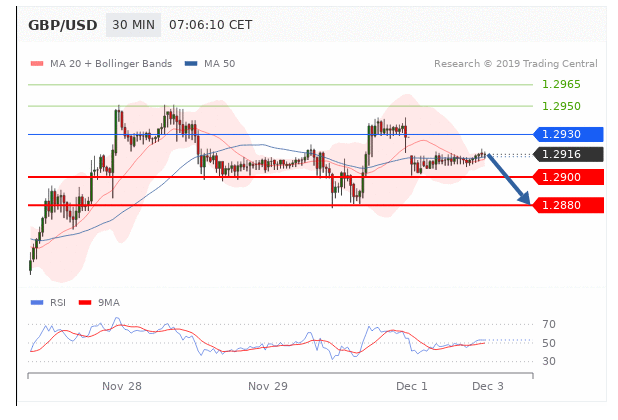 GBP/USD 30 MIN 07:06:10 CET
MA 20 + Bollinger Bands MA 50 Research © 2019 Trading Central
1.2965
1.2950
1.2930
1.2916
1.2900
1.2880
RSI 9MA
70
50
30
Nov 28 Nov 29 Dec 1 Dec 3